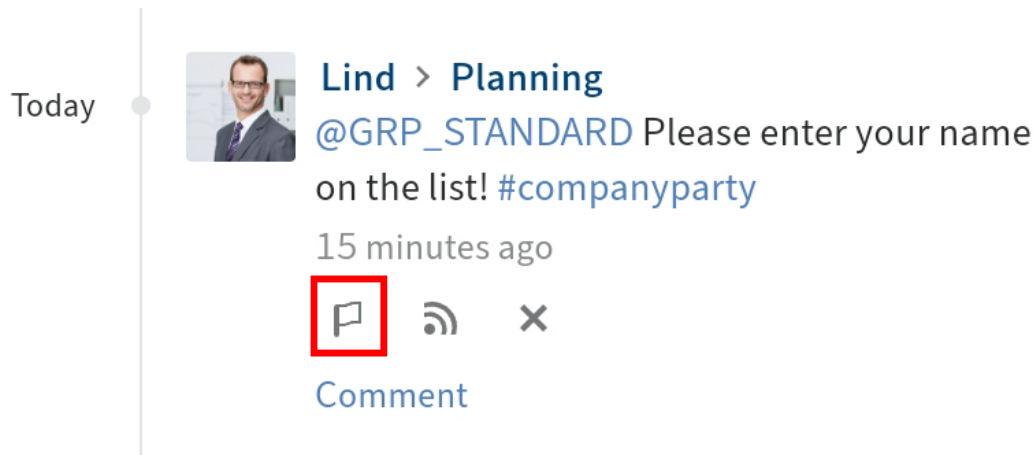 Today
Lind > Planning
@GRP_STANDARD Please enter your name
on the list! #companyparty
15 minutes ago
Comment